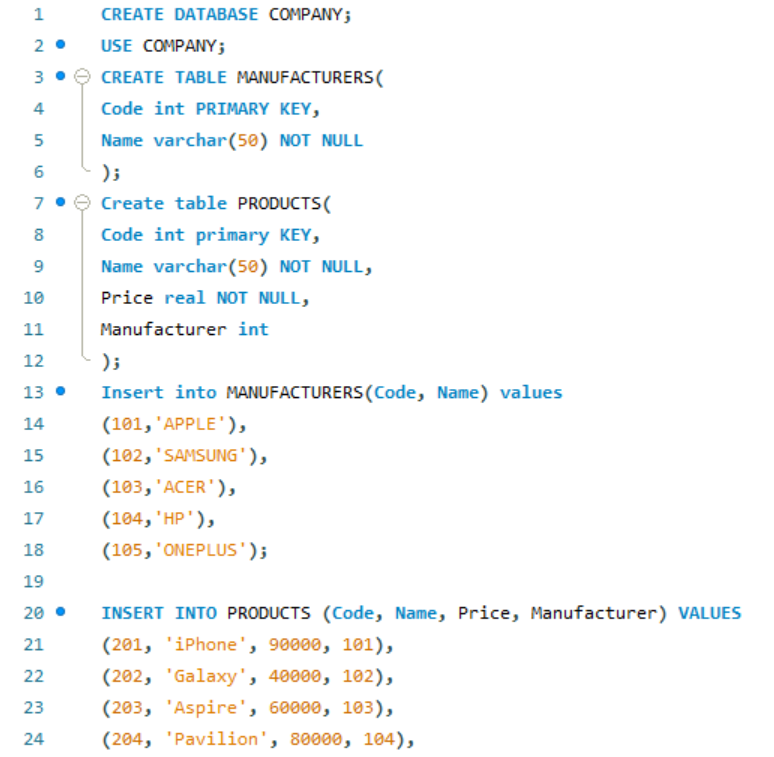 1 CREATE DATABASE COMPANY;
2 USE COMPANY;
3 CREATE TABLE MANUFACTURERS(
4 Code int PRIMARY KEY,
5 Name varchar(50) NOT NULL
6 );
7 Create table PRODUCTS(
8 Code int primary KEY,
9 Name varchar(50) NOT NULL,
10 Price real NOT NULL,
11 Manufacturer int
12 );
13 Insert into MANUFACTURERS(Code, Name) values
14 (101,'APPLE'),
15 (102,'SAMSUNG'),
16 (103,'ACER'),
17 (104,'HP'),
18 (105,'ONEPLUS');
19
20 INSERT INTO PRODUCTS (Code, Name, Price, Manufacturer) VALUES
21 (201, 'iPhone', 90000, 101),
22 (202, 'Galaxy', 40000, 102),
23 (203, 'Aspire', 60000, 103),
24 (204, 'Pavilion', 80000, 104),